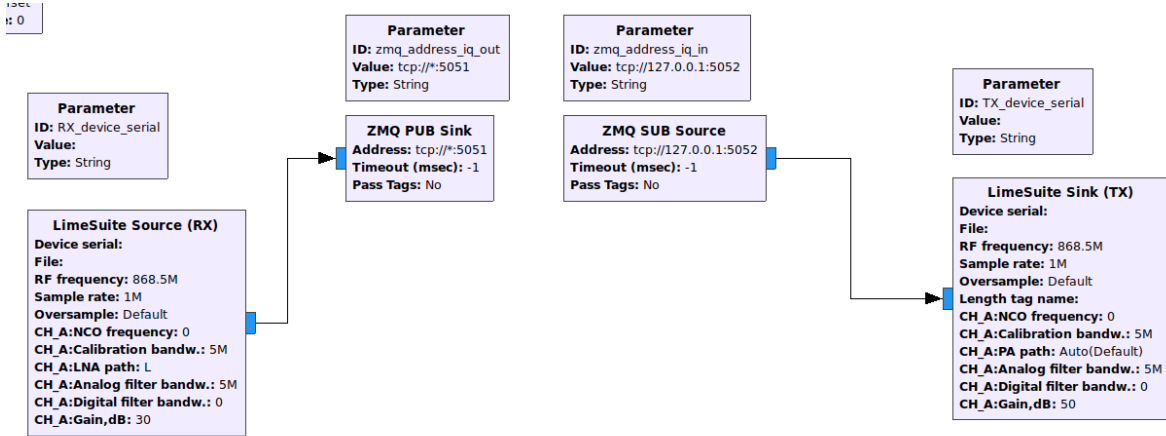 : 0
Parameter
ID: zmq_address_iq_out
Value: tcp://*:5051
Type: String
Parameter
ID: zmq_address_iq_in
Value: tcp://127.0.0.1:5052
Type: String
Parameter
ID: TX_device_serial
Value:
Type: String
Parameter
ID: RX_device_serial
Value:
Type: String
ZMQ PUB Sink
Address: tcp://*:5051
Timeout (msec): -1
Pass Tags: No
ZMQ SUB Source
Address: tcp://127.0.0.1:5052
Timeout (msec): -1
Pass Tags: No
LimeSuite Source (RX)
Device serial:
File:
RF frequency: 868.5M
Sample rate: 1M
Oversample: Default
CH_A:NCO frequency: 0
CH_A:Calibration bandw.: 5M
CH_A:LNA path: L
CH_A:Analog filter bandw.: 5M
CH_A:Digital filter bandw.: 0
CH_A:Gain,dB: 30
LimeSuite Sink (TX)
Device serial:
File:
RF frequency: 868.5M
Sample rate: 1M
Oversample: Default
Length tag name:
CH_A:NCO frequency: 0
CH_A:Calibration bandw.: 5M
CH_A:PA path: Auto(Default)
CH_A:Analog filter bandw.: 5M
CH_A:Digital filter bandw.: 0
CH_A:Gain,dB: 50